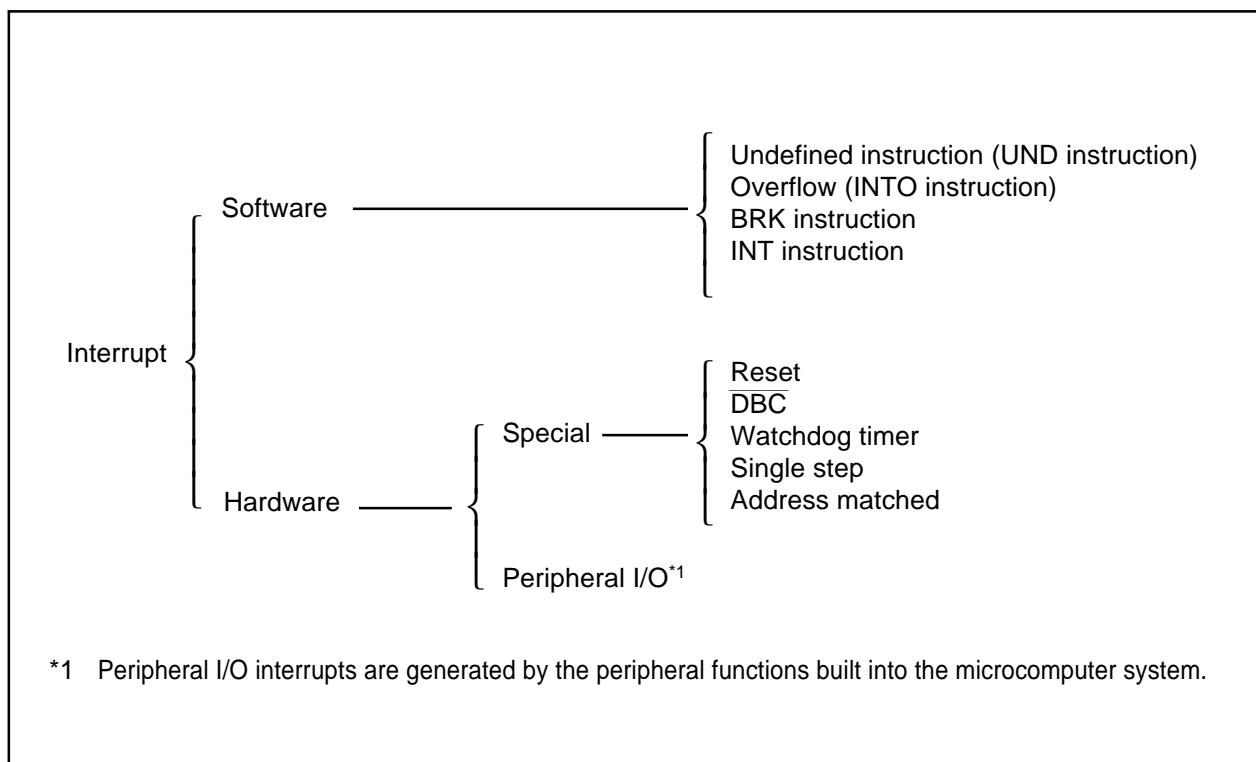 Undefined instruction (UND instruction)
Overflow (INTO instruction)
Software
BRK instruction
INT instruction
Interrupt
Reset
D̅B̅C̅
Special
Watchdog timer
Single step
Hardware
Address matched
Peripheral I/O*1
*1 Peripheral I/O interrupts are generated by the peripheral functions built into the microcomputer system.